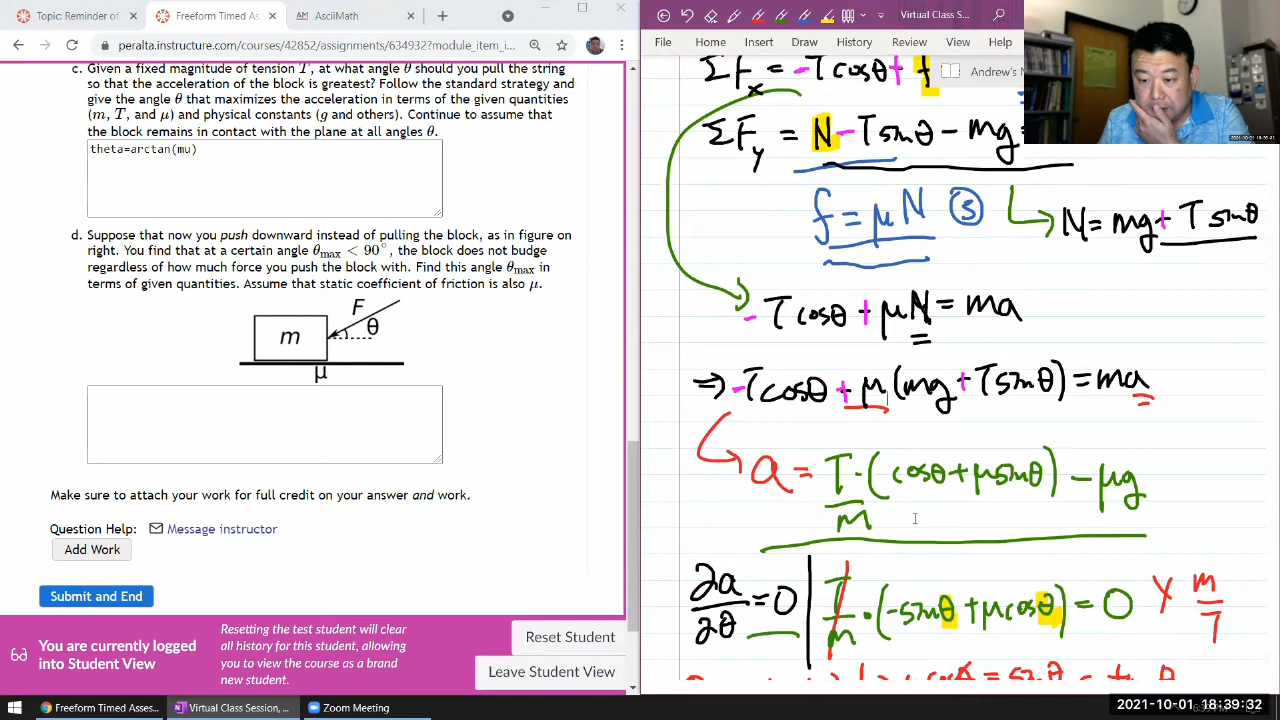 Topic Reminder o
Freeform Timed As
AsciiMath
peralta.instructure.com/courses/42852/assignments/634932?module_item_i
c. Given a fixed magnitude of tension T, at what angle θ should you pull the string
so that the acceleration of the block is greatest? Follow the standard strategy and
give the angle θ that maximizes the acceleration in terms of the given quantities
(m, T, and μ) and physical constants (g and others). Continue to assume that
the block remains in contact with the plane at all angles θ.
theta=arctan(mu)
d. Suppose that now you push downward instead of pulling the block, as in figure on
right. You find that at a certain angle θmax < 90°, the block does not budge
regardless of how much force you push the block with. Find this angle θmax in
terms of given quantities. Assume that static coefficient of friction is also μ.
F
θ
m
μ
Make sure to attach your work for full credit on your answer and work.
Question Help: Message instructor
Add Work
Submit and End
You are currently logged
into Student View
Resetting the test student will clear
all history for this student, allowing
you to view the course as a brand
new student.
Reset Student
Leave Student View
Virtual Class S...
File Home Insert Draw History Review View
Andrew's N
ΣFx = -Tcosθ + f
ΣFy = N - Tsinθ - mg =
f = μN ③
N = mg + Tsinθ
-Tcosθ + μN = ma
⇒ -Tcosθ + μ(mg + Tsinθ) = ma
a = T/m · (cosθ + μsinθ) - μg
∂a/∂θ = 0
T/m · (-sinθ + μcosθ) = 0 × m/T
Freeform Timed Asses...
Virtual Class Session, ...
Zoom Meeting
2021-10-01 18:39:32